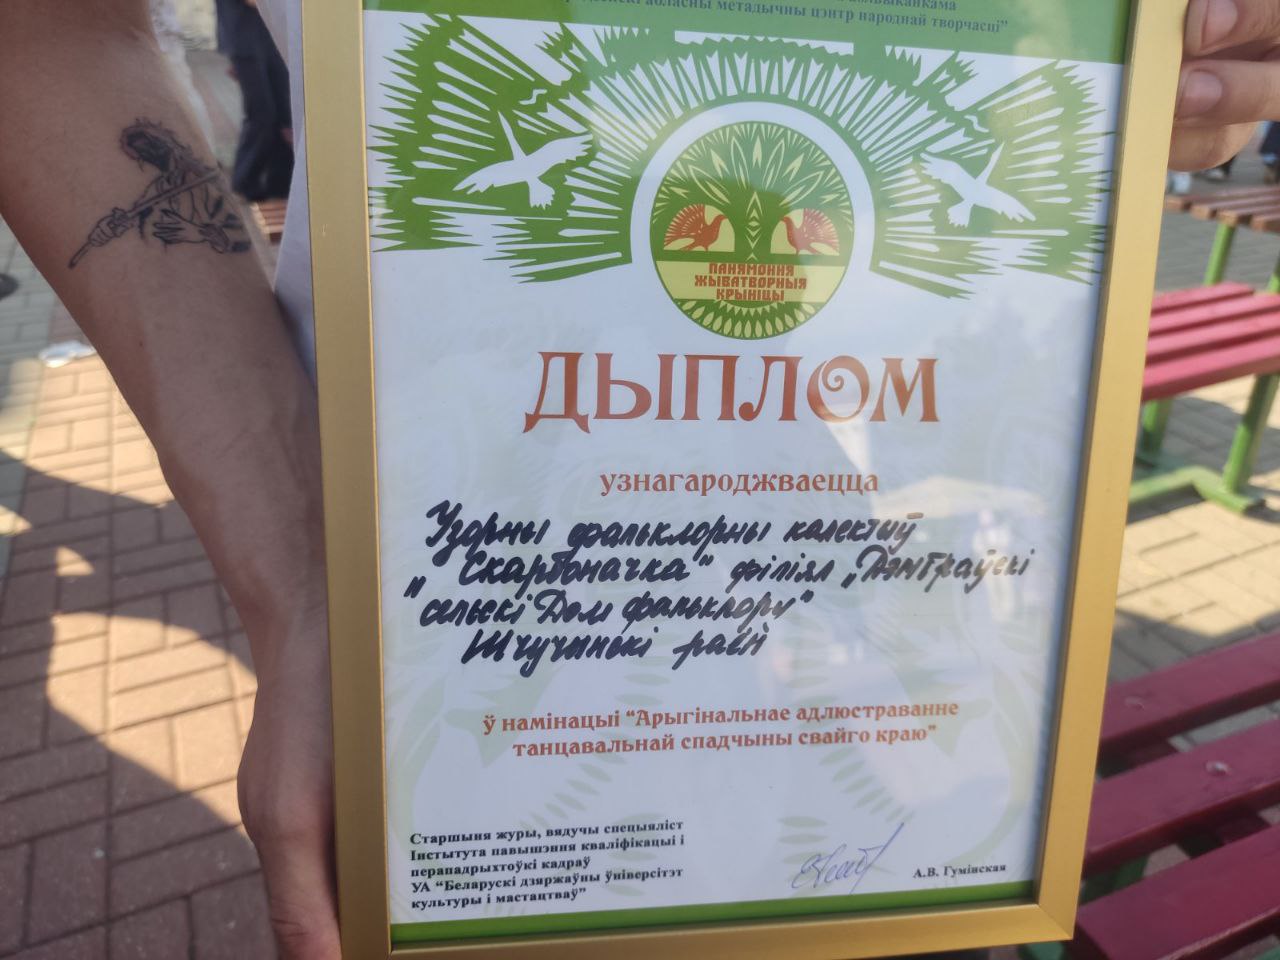 абласны метадычны цэнтр народнай творчасці”
ПАНЯМОННЯ
ЖЫВАТВОРНЫЯ
КРЫНІЦЫ
ДЫПЛОМ
узнагароджваецца
Узорны фальклорны калектыў
„Скарбоначка“ філіял „Дэмбраўскі
сельскі Дом фальклору“
Шчучынскі раён
ў намінацыі “Арыгінальнае адлюстраванне
танцавальнай спадчыны свайго краю”
Старшыня журы, вядучы спецыяліст
Інстытута павышэння кваліфікацыі і
перападрыхтоўкі кадраў
УА “Беларускі дзяржаўны ўніверсітэт
культуры і мастацтваў”
А.В. Гумінская